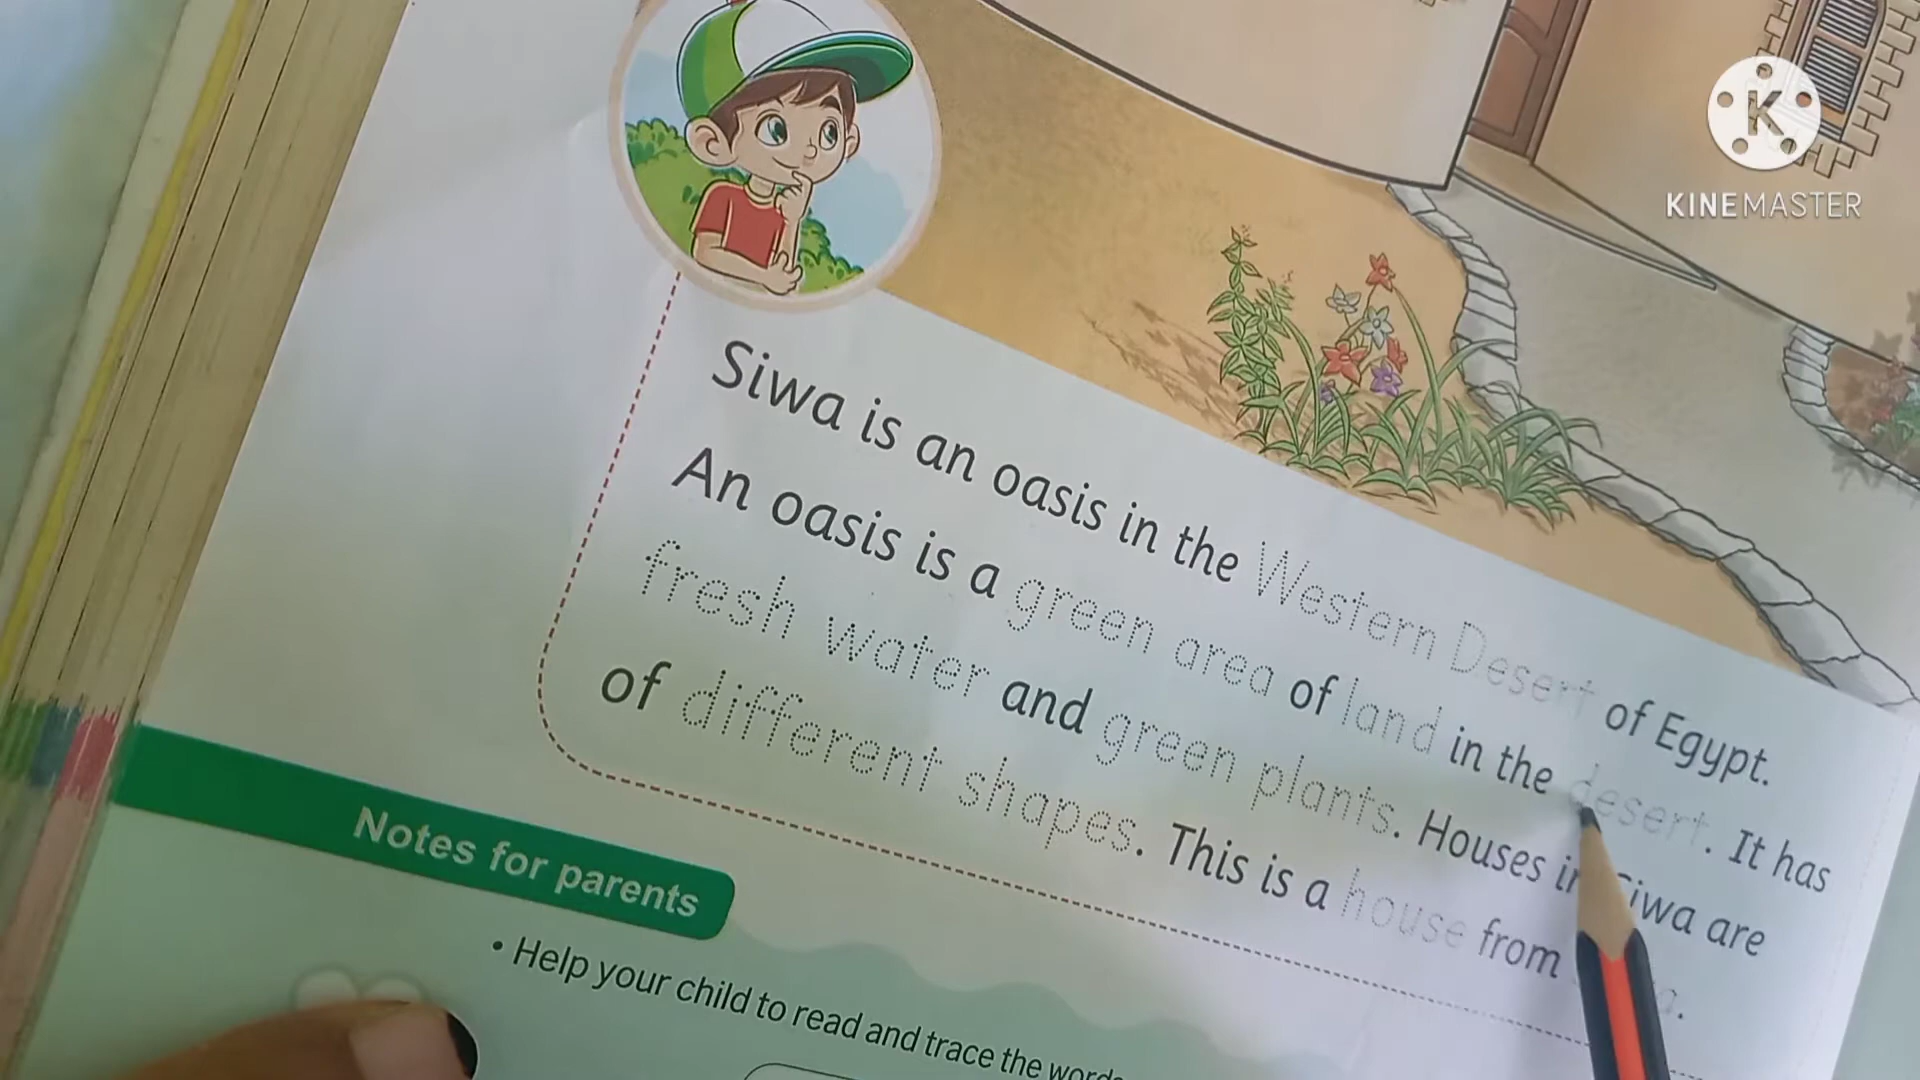 KINEMASTER
Siwa is an oasis in the Western Desert of Egypt.
An oasis is a green area of land in the desert. It has
fresh water and green plants. Houses in Siwa are
of different shapes. This is a house from
Notes for parents
• Help your child to read and trace the words